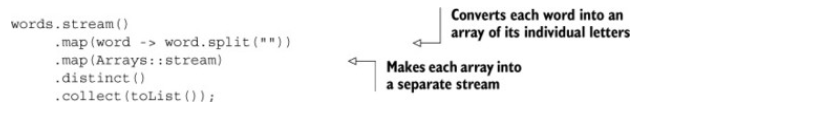 words.stream()
.map(word -> word.split(""))
.map(Arrays::stream)
.distinct()
.collect(toList());
Converts each word into an
array of its individual letters
Makes each array into
a separate stream